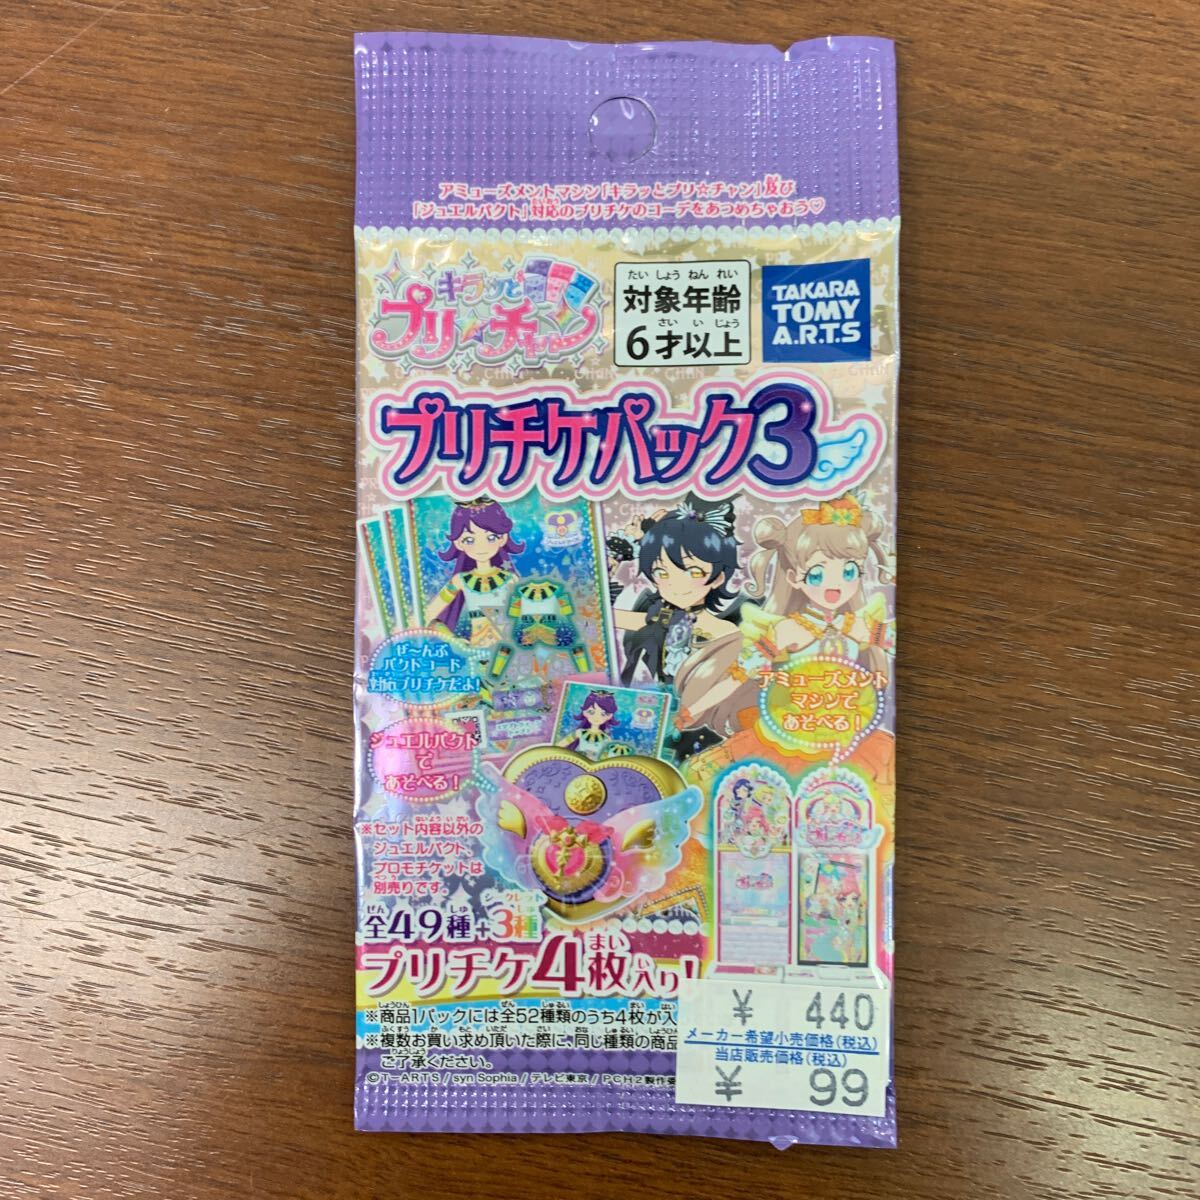 アミューズメントマシン「キラッとプリ☆チャン」及び
「ジュエルパクト」対応のプリチケのコーデをあつめちゃおう♡
キラッと
プリ☆チャン
たいしょうねんれい
対象年齢
さいいじょう
6才以上
TAKARA
TOMY
A.R.T.S
プリチケパック3
ぜ〜んぶ
パクトコード
対応プリチケだよ!
アミューズメント
マシンで
あそべる!
ジュエルパクト
で
あそべる!
※セット内容以外の
ジュエルパクト、
プロモチケットは
別売りです。
シークレット
全49種+3種
プリチケ4枚入り!
※商品1パックには全52種類のうち4枚が入
※複数お買い求め頂いた際に、同じ種類の商品
ご了承ください。
©T-ARTS / syn Sophia / テレビ東京 / PCH2製作委
¥ 440
メーカー希望小売価格(税込)
当店販売価格(税込)
¥ 99